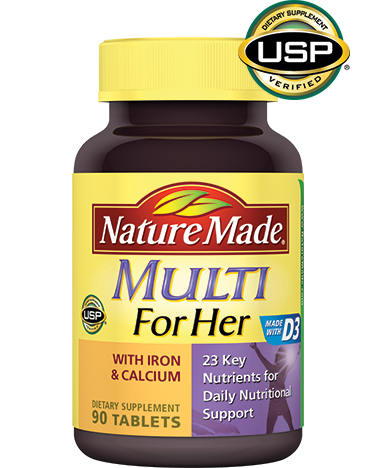 DIETARY SUPPLEMENT
USP®
VERIFIED
Nature Made®
MULTI
For Her
USP
MADE WITH D3
WITH IRON
& CALCIUM
23 Key
Nutrients for
Daily Nutritional
Support
DIETARY SUPPLEMENT
90 TABLETS